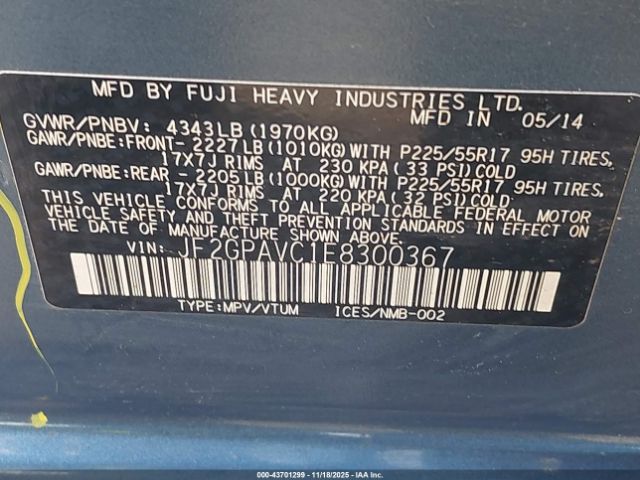 MFD BY FUJI HEAVY INDUSTRIES LTD.
GVWR/PNBV: 4343LB(1970KG) MFD IN 05/14
GAWR/PNBE:FRONT- 2227LB(1010KG)WITH P225/55R17 95H TIRES,
17X7J RIMS AT 230 KPA( 33 PSI)COLD
GAWR/PNBE:REAR - 2205LB(1000KG)WITH P225/55R17 95H TIRES,
17X7J RIMS AT 220 KPA( 32 PSI)COLD.
THIS VEHICLE CONFORMS TO ALL APPLICABLE FEDERAL MOTOR
VEHICLE SAFETY, BUMPER, AND THEFT PREVENTION STANDARDS IN EFFECT ON
THE DATE OF MANUFACTURE SHOWN ABOVE.
VIN: JF2GPAVC1E8300367
TYPE:MPV/VTUM ICES/NMB-002
000-43701299 - 11/18/2025 - IAA Inc.